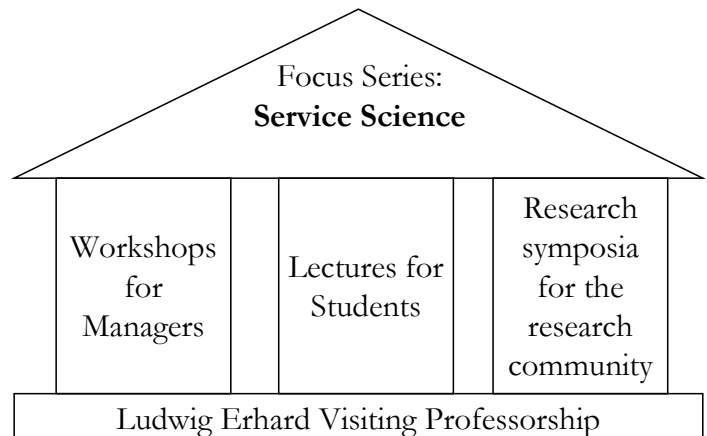 Focus Series:
Service Science
Workshops
for
Managers
Lectures for
Students
Research
symposia
for the
research
community
Ludwig Erhard Visiting Professorship